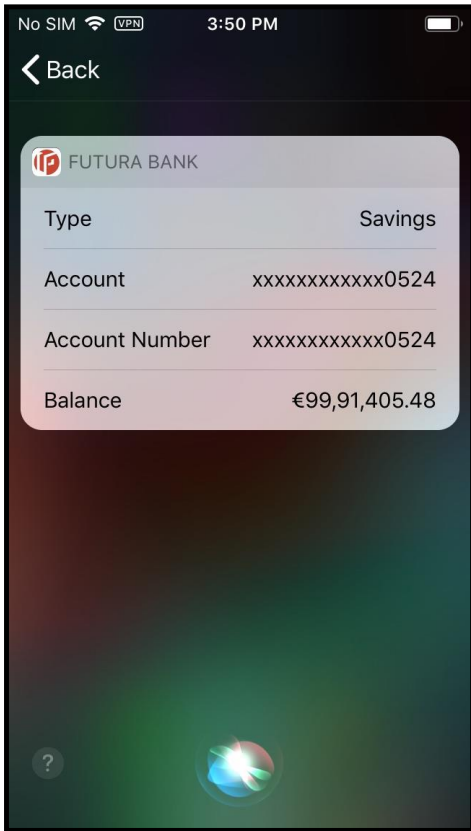 No SIM VPN 3:50 PM
Back
FUTURA BANK
Type Savings
Account xxxxxxxxxxxx0524
Account Number xxxxxxxxxxxx0524
Balance €99,91,405.48
?